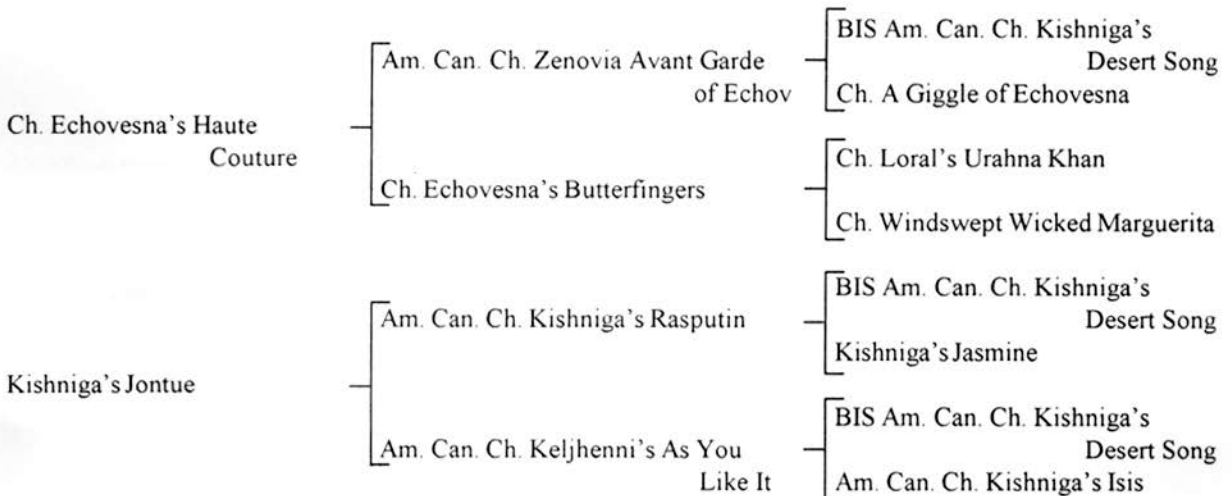 BIS Am. Can. Ch. Kishniga's
Am. Can. Ch. Zenovia Avant Garde
Desert Song
of Echov
Ch. A Giggle of Echovesna
Ch. Echovesna's Haute
Couture
Ch. Loral's Urahna Khan
Ch. Echovesna's Butterfingers
Ch. Windswept Wicked Marguerita
BIS Am. Can. Ch. Kishniga's
Am. Can. Ch. Kishniga's Rasputin
Desert Song
Kishniga's Jasmine
Kishniga's Jontue
BIS Am. Can. Ch. Kishniga's
Am. Can. Ch. Keljhenni's As You
Desert Song
Like It
Am. Can. Ch. Kishniga's Isis